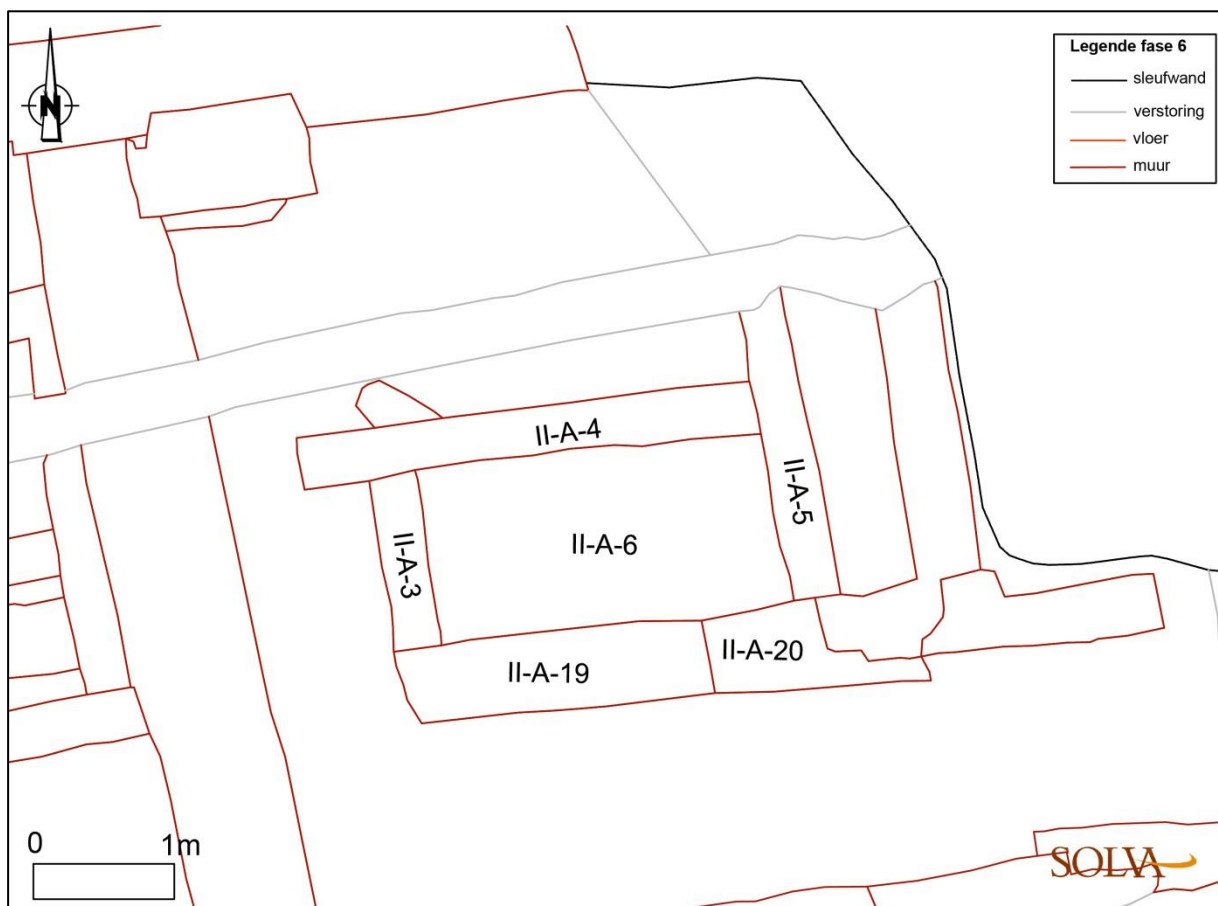 N
Legende fase 6
sleufwand
verstoring
vloer
muur
II-A-4
II-A-5
II-A-6
II-A-3
II-A-20
II-A-19
0 1m
SOLVA